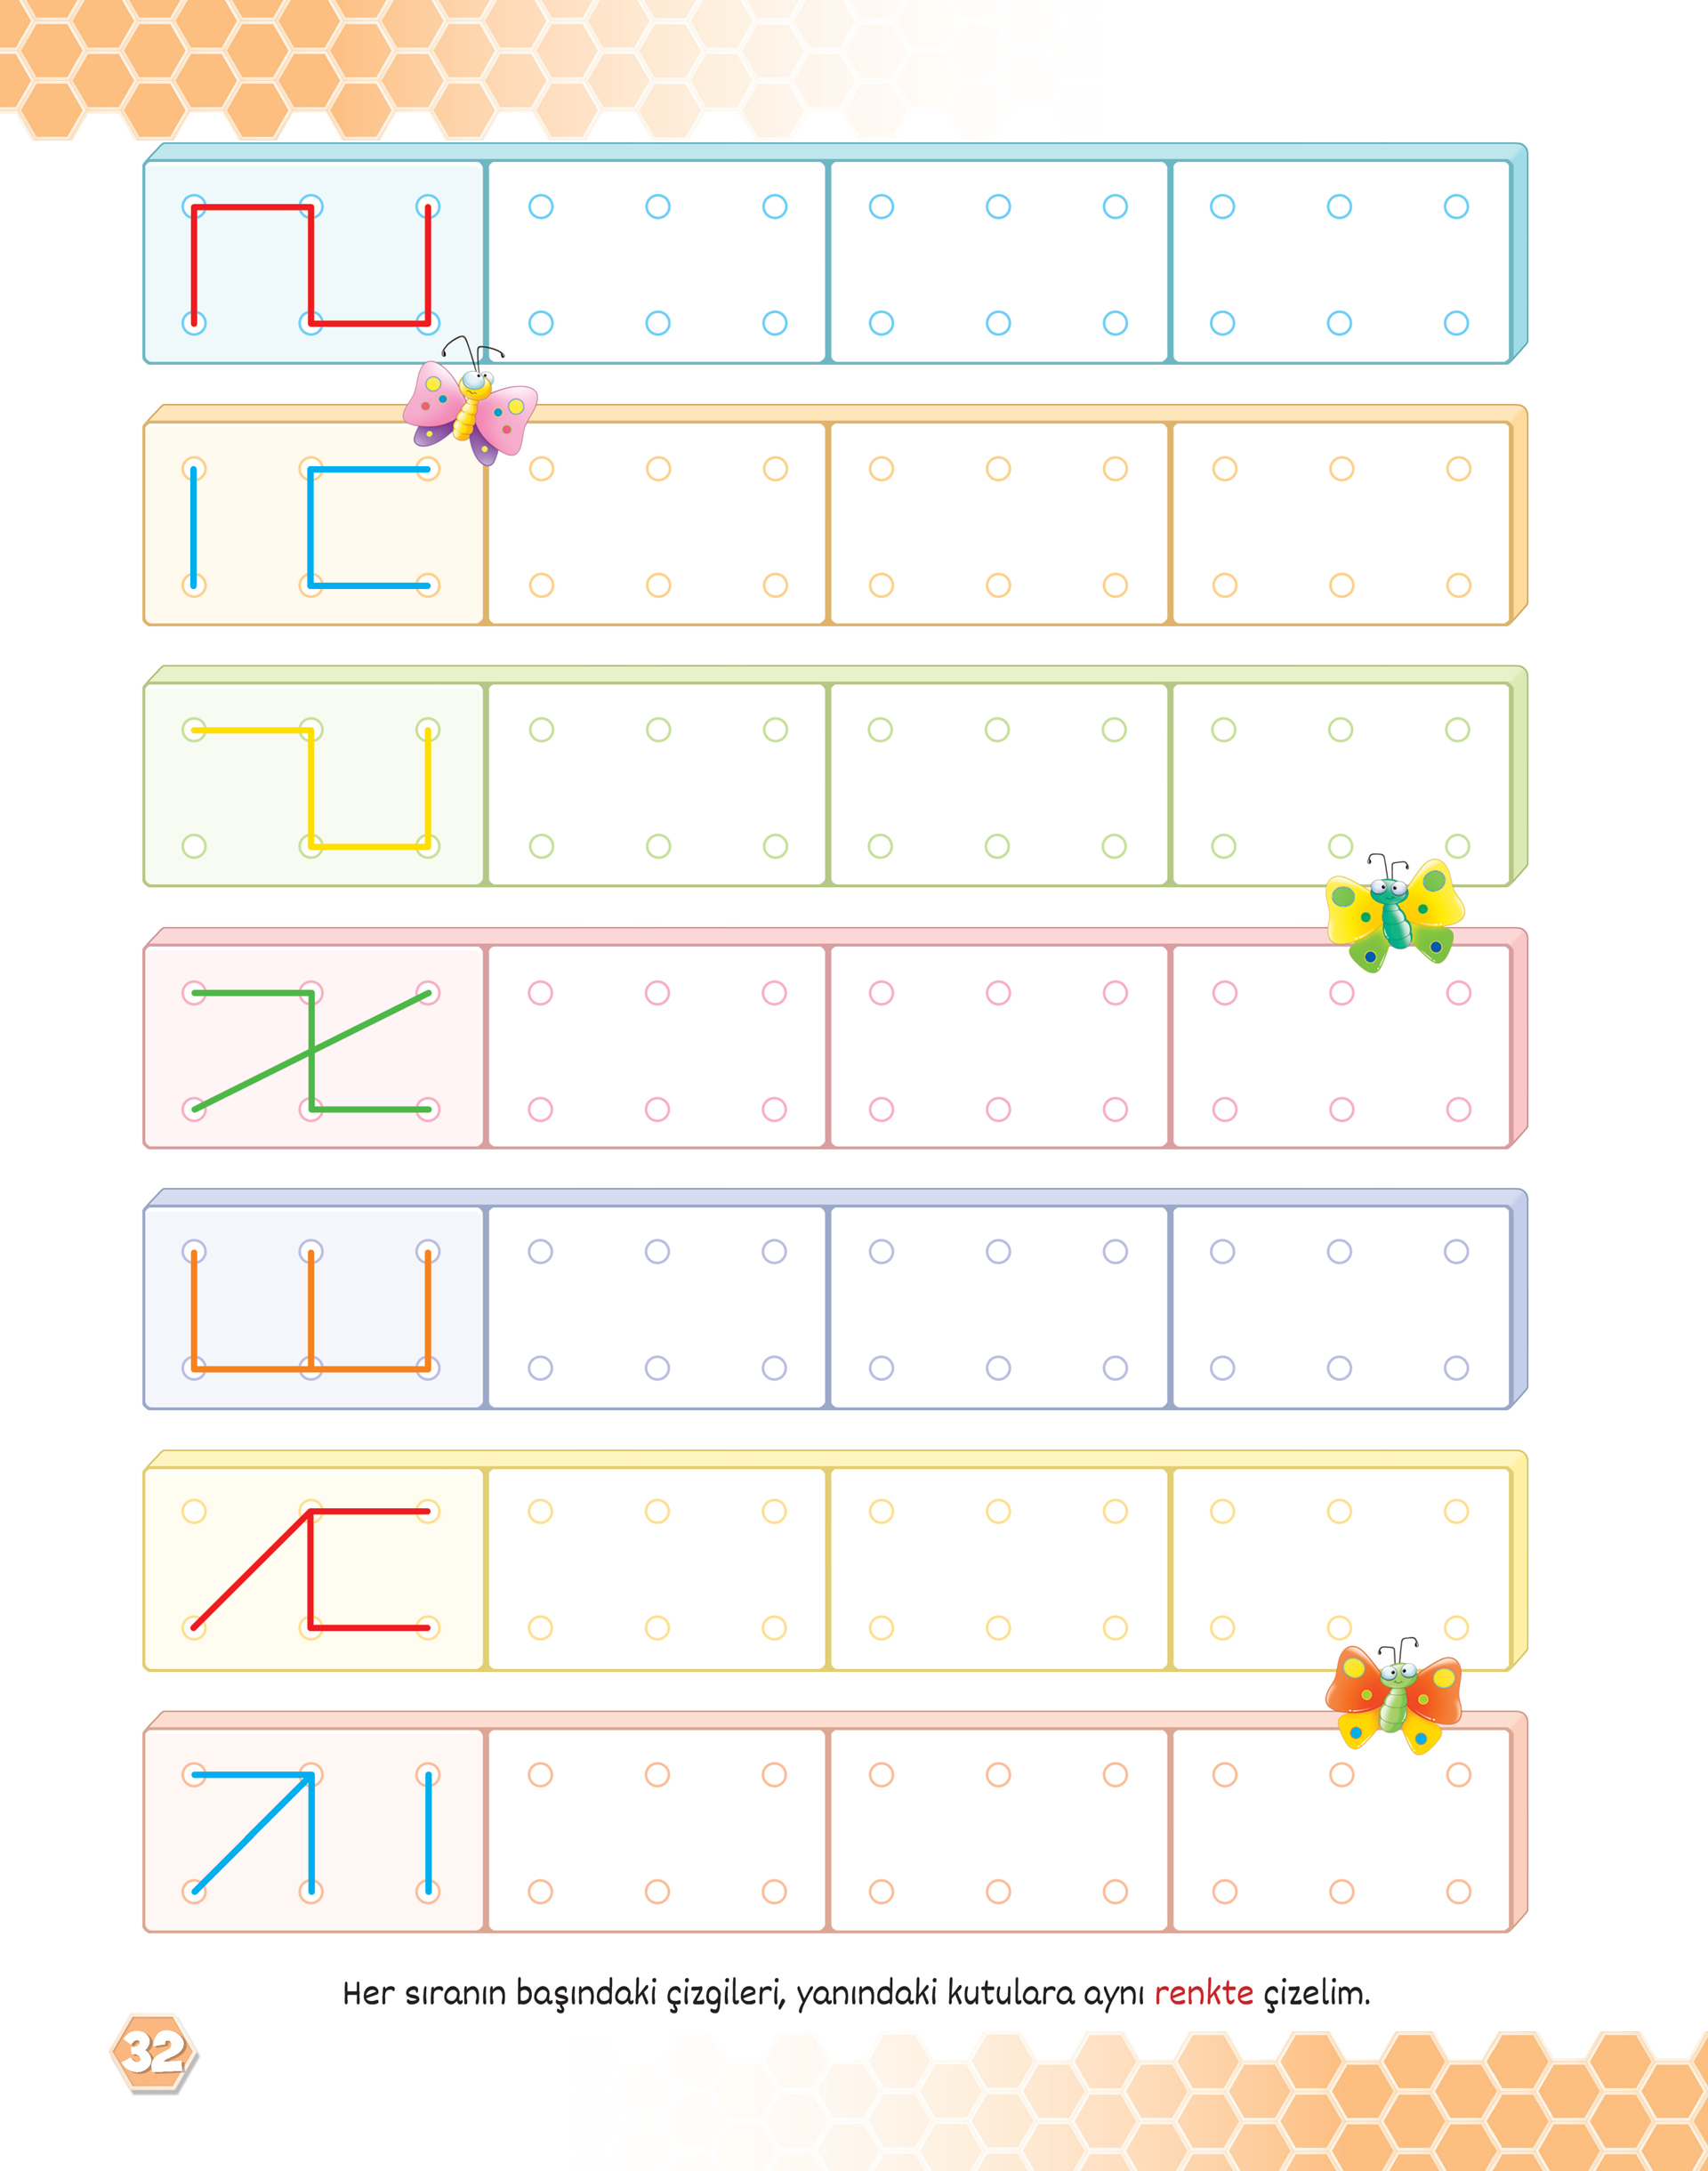 Her sıranın başındaki çizgileri, yanındaki kutulara aynı renkte çizelim.
32